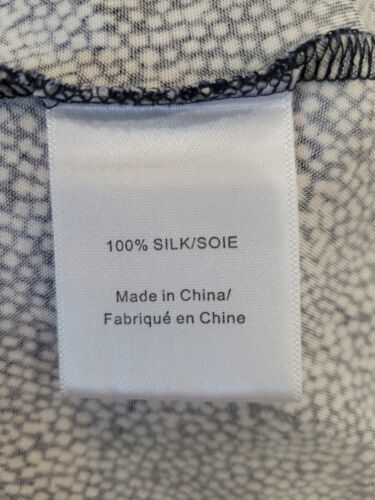 100% SILK/SOIE
Made in China/
Fabriqué en Chine